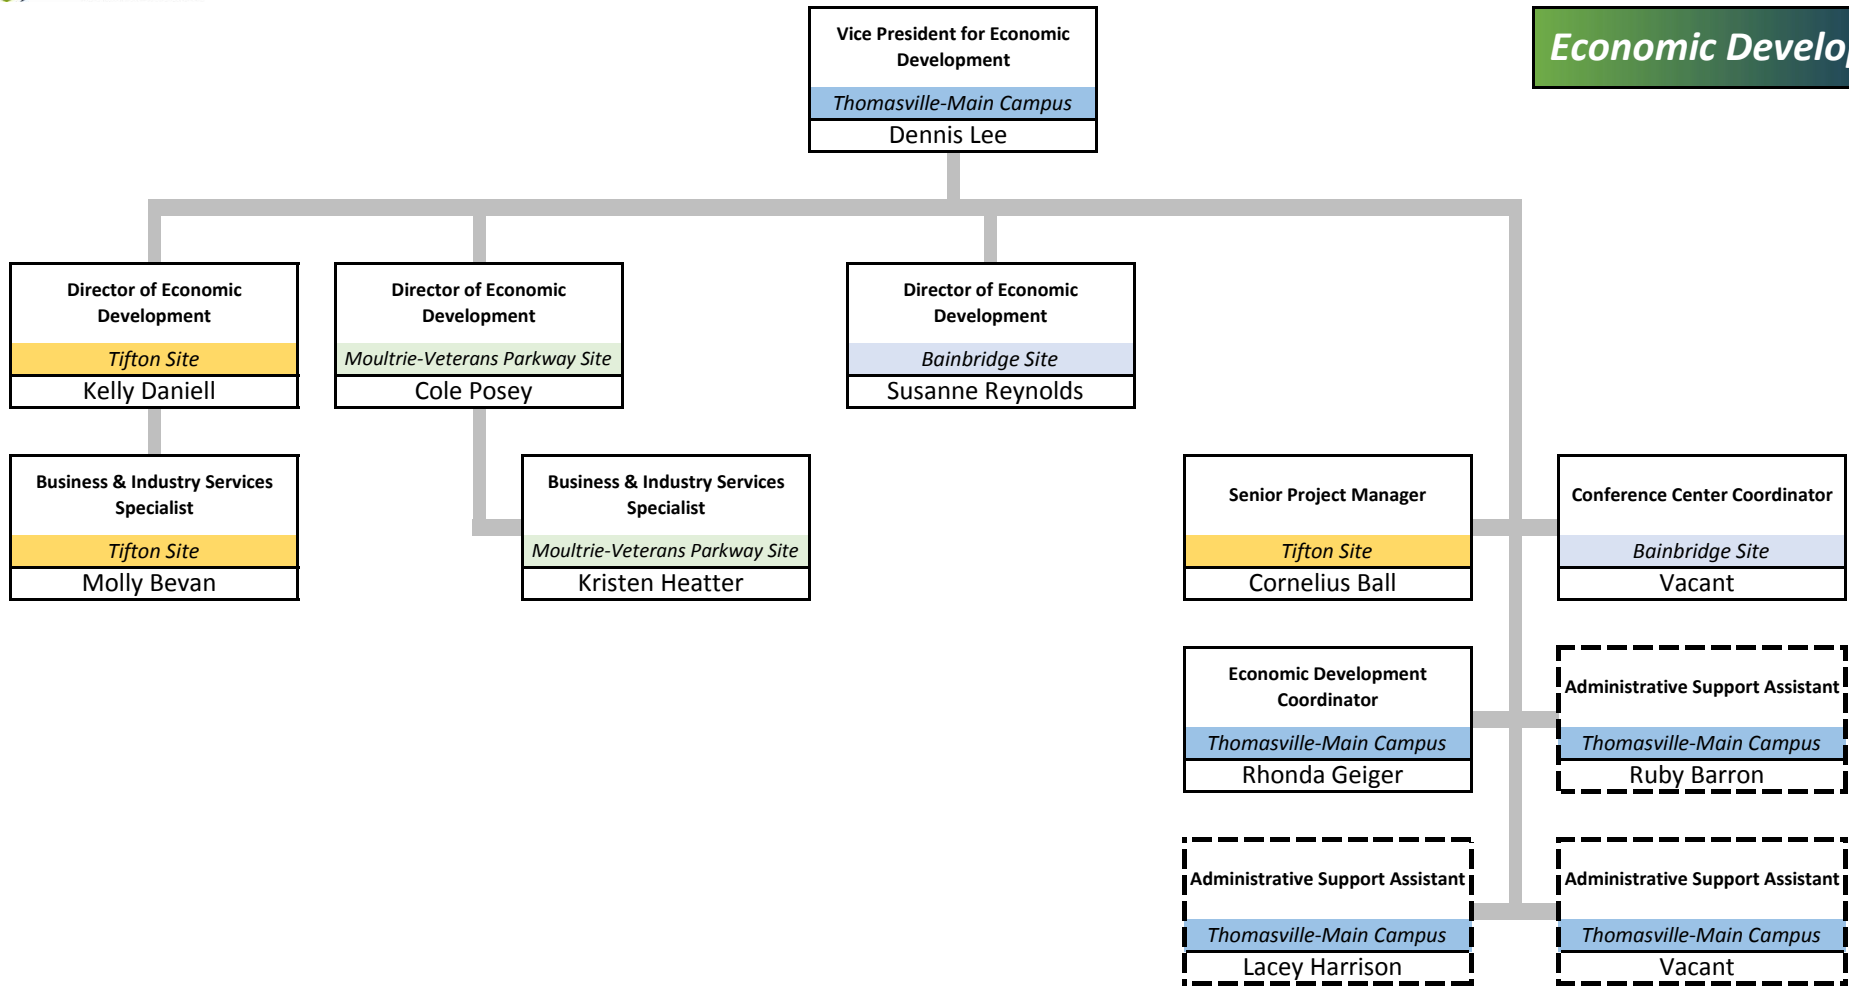 Vice President for Economic
Development
Thomasville-Main Campus
Dennis Lee
Economic
Director of Economic
Development
Tifton Site
Kelly Daniell
Director of Economic
Development
Moultrie-Veterans Parkway Site
Cole Posey
Director of Economic
Development
Bainbridge Site
Susanne Reynolds
Business & Industry Services
Specialist
Tifton Site
Molly Bevan
Business & Industry Services
Specialist
Moultrie-Veterans Parkway Site
Kristen Heatter
Senior Project Manager
Tifton Site
Cornelius Ball
Conference Center Coordinator
Bainbridge Site
Vacant
Economic Development
Coordinator
Thomasville-Main Campus
Rhonda Geiger
Administrative Support Assistant
Thomasville-Main Campus
Ruby Barron
Administrative Support Assistant
Thomasville-Main Campus
Lacey Harrison
Administrative Support Assistant
Thomasville-Main Campus
Vacant